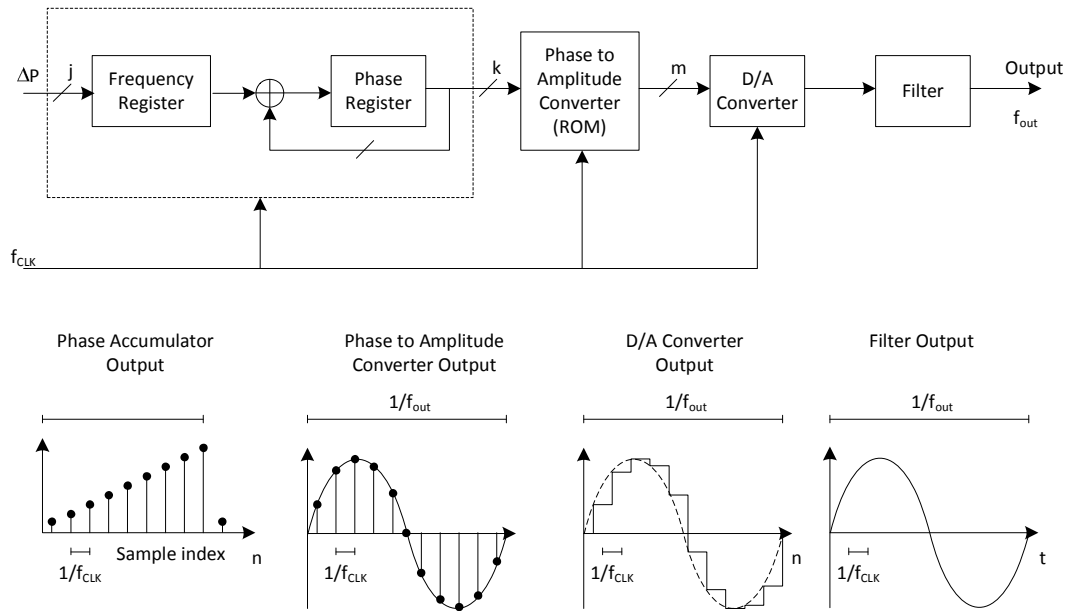 ΔP
j
Frequency
Register
Phase
Register
k
Phase to
Amplitude
Converter
(ROM)
m
D/A
Converter
Filter
Output
fout
fCLK
Phase Accumulator
Output
Phase to Amplitude
Converter Output
D/A Converter
Output
Filter Output
1/fout
1/fout
1/fout
Sample index
n
n
t
1/fCLK
1/fCLK
1/fCLK
1/fCLK